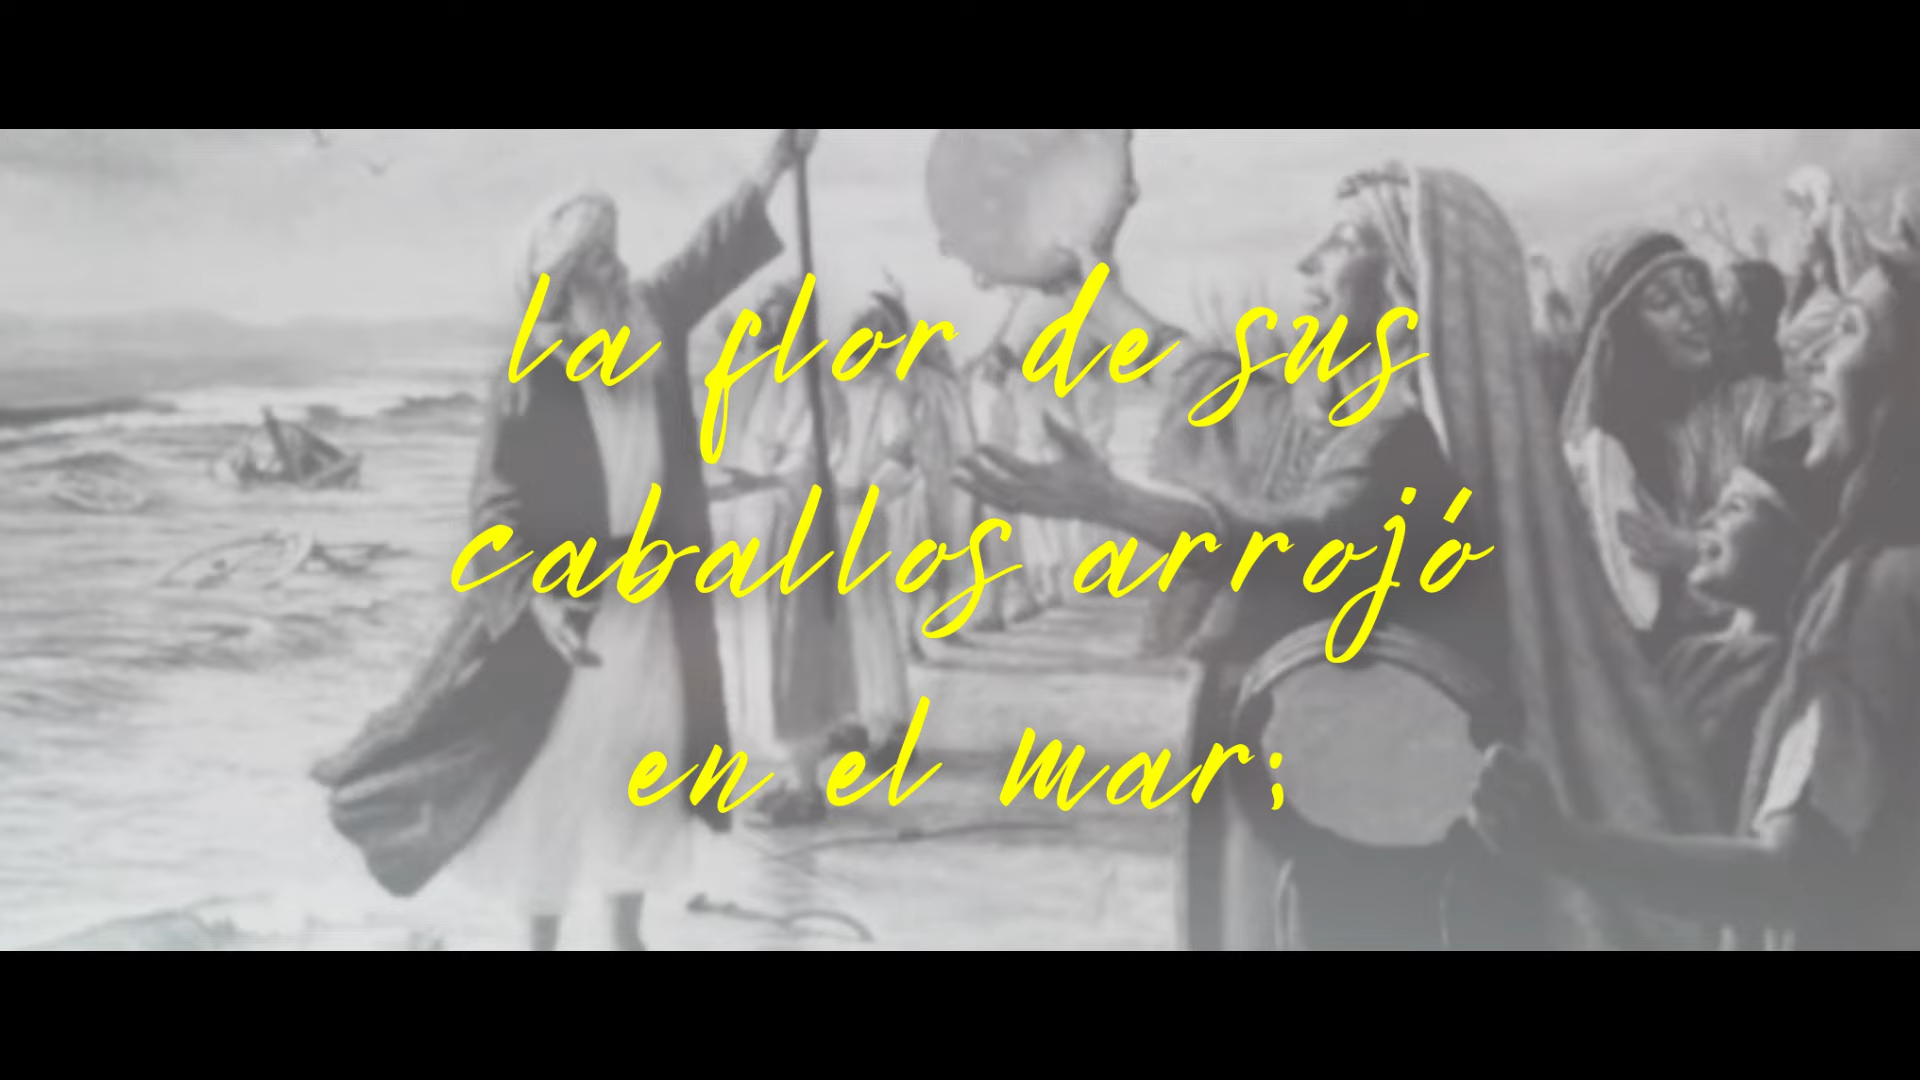 la flor de sus
caballos arrojó
en el mar;